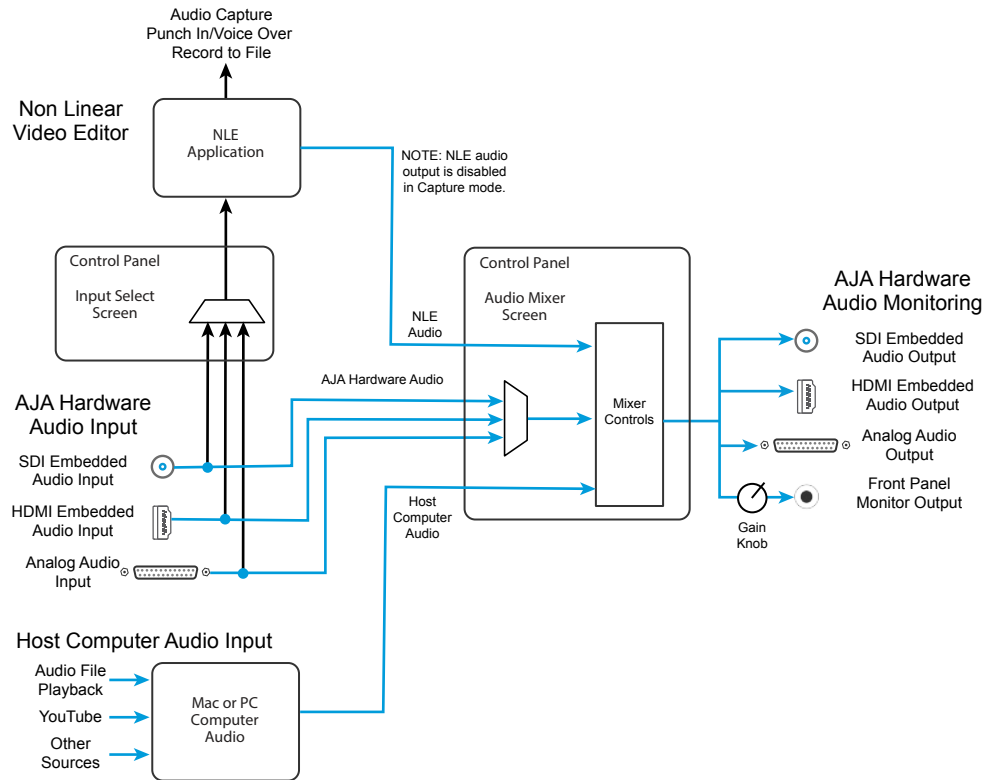 Audio Capture
Punch In/Voice Over
Record to File
Non Linear
Video Editor
NLE
Application
NOTE: NLE audio
output is disabled
in Capture mode.
Control Panel
Input Select
Screen
Control Panel
Audio Mixer
Screen
NLE
Audio
AJA Hardware
Audio Monitoring
SDI Embedded
Audio Output
HDMI Embedded
Audio Output
Analog Audio
Output
Front Panel
Monitor Output
Gain
Knob
Mixer
Controls
AJA Hardware Audio
AJA Hardware
Audio Input
SDI Embedded
Audio Input
HDMI Embedded
Audio Input
Analog Audio
Input
Host
Computer
Audio
Host Computer Audio Input
Audio File
Playback
YouTube
Other
Sources
Mac or PC
Computer
Audio